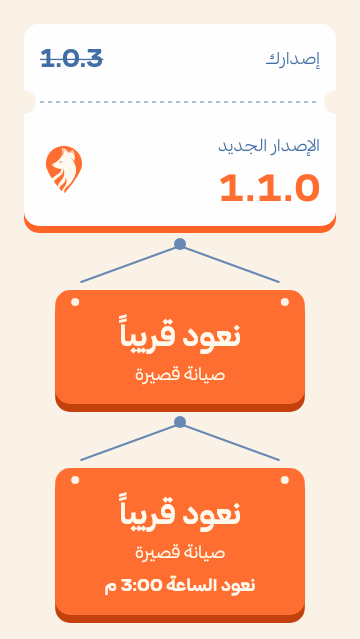 إصدارك
1.0.3
الإصدار الجديد
1.1.0
نعود قريباً
صيانة قصيرة
نعود قريباً
صيانة قصيرة
نعود الساعة 3:00 م